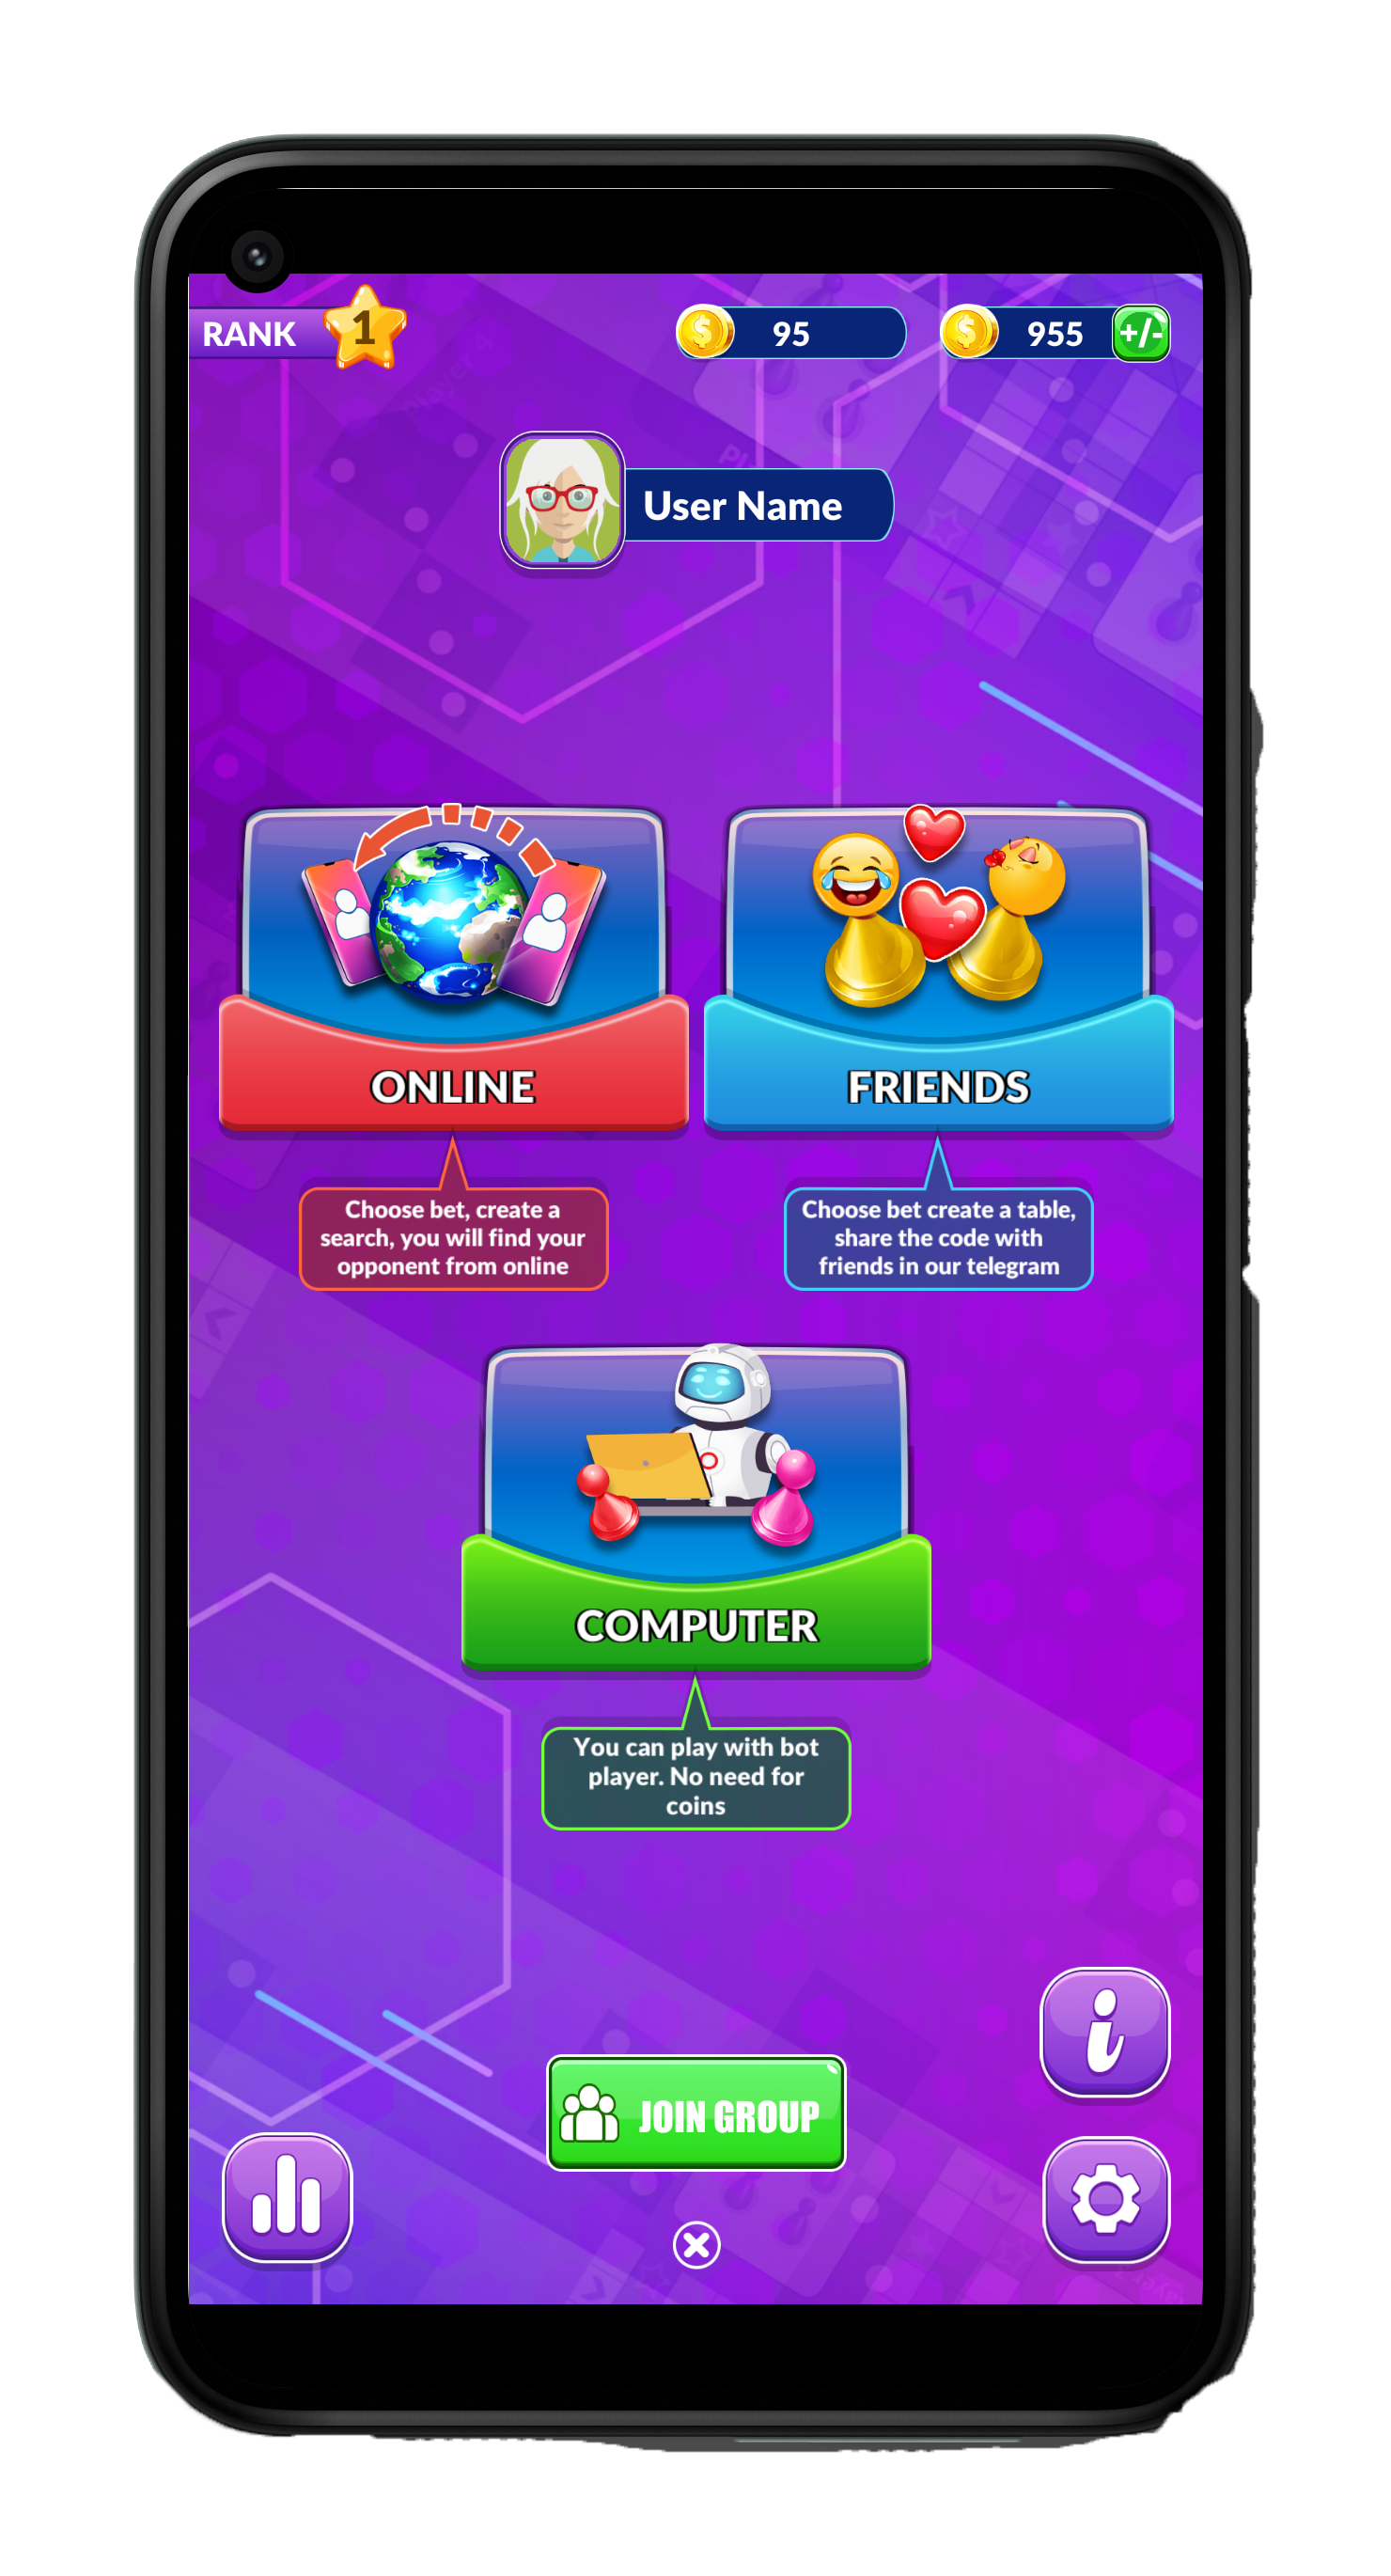 RANK 1
95
955 +/-
User Name
ONLINE
FRIENDS
Choose bet, create a
search, you will find your
opponent from online
Choose bet create a table,
share the code with
friends in our telegram
COMPUTER
You can play with bot
player. No need for
coins
JOIN GROUP